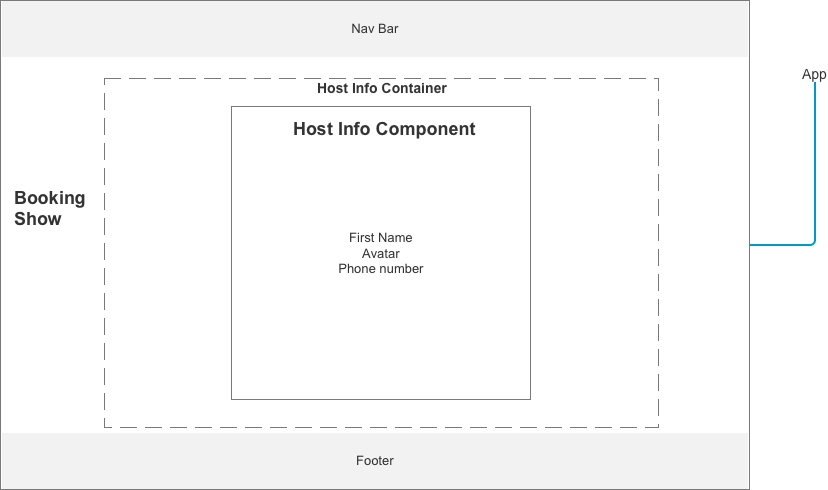 Nav Bar
App
Host Info Container
Host Info Component
Booking
Show
First Name
Avatar
Phone number
Footer